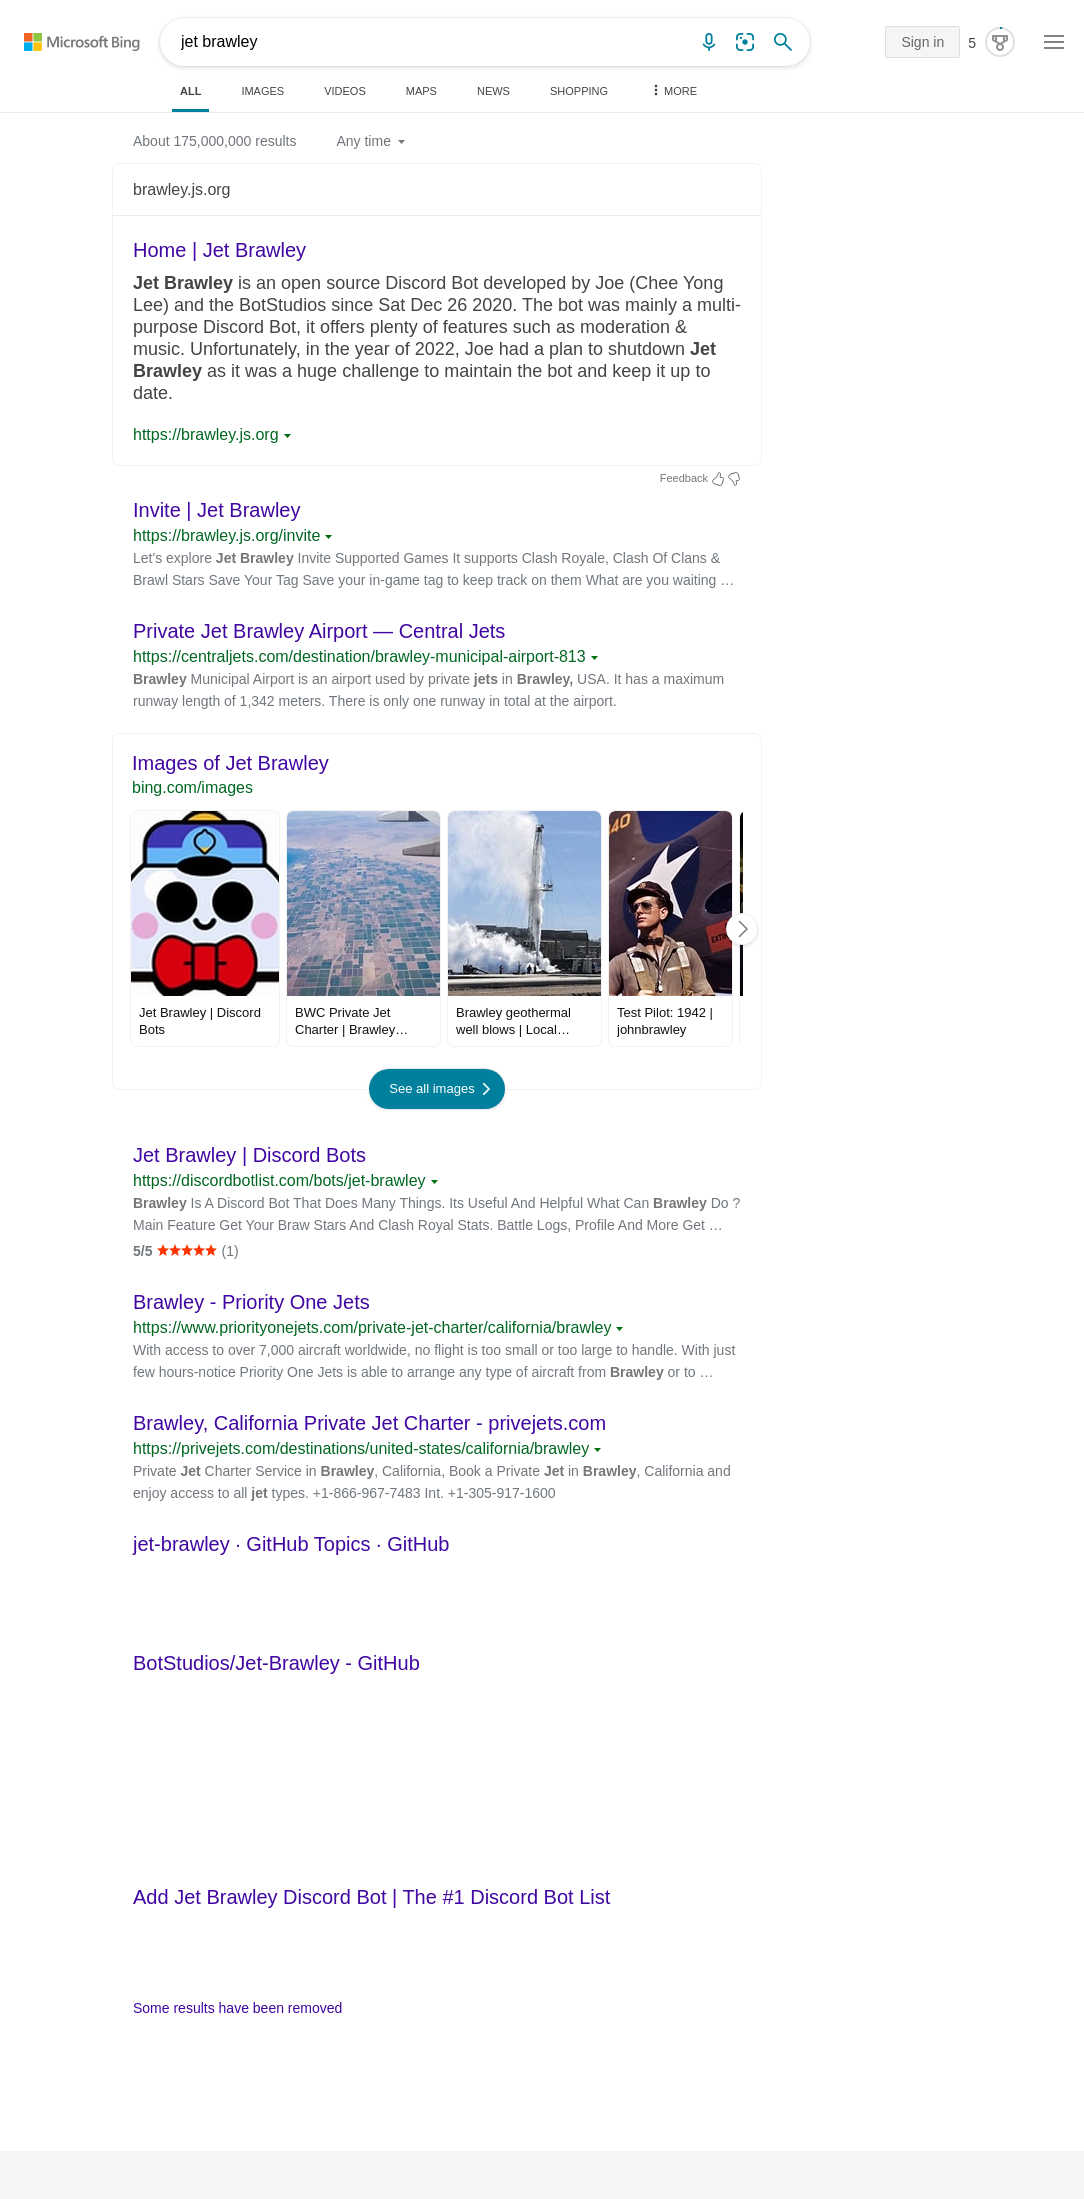 Microsoft Bing
jet brawley
Sign in
5
ALL
IMAGES
VIDEOS
MAPS
NEWS
SHOPPING
MORE
About 175,000,000 results
Any time
brawley.js.org
Home | Jet Brawley
Jet Brawley is an open source Discord Bot developed by Joe (Chee Yong
Lee) and the BotStudios since Sat Dec 26 2020. The bot was mainly a multi-
purpose Discord Bot, it offers plenty of features such as moderation &
music. Unfortunately, in the year of 2022, Joe had a plan to shutdown Jet
Brawley as it was a huge challenge to maintain the bot and keep it up to
date.
https://brawley.js.org
Feedback
Invite | Jet Brawley
https://brawley.js.org/invite
Let's explore Jet Brawley Invite Supported Games It supports Clash Royale, Clash Of Clans &
Brawl Stars Save Your Tag Save your in-game tag to keep track on them What are you waiting …
Private Jet Brawley Airport — Central Jets
https://centraljets.com/destination/brawley-municipal-airport-813
Brawley Municipal Airport is an airport used by private jets in Brawley, USA. It has a maximum
runway length of 1,342 meters. There is only one runway in total at the airport.
Images of Jet Brawley
bing.com/images
40
EXTIN
Jet Brawley | Discord
Bots
BWC Private Jet
Charter | Brawley…
Brawley geothermal
well blows | Local…
Test Pilot: 1942 |
johnbrawley
See all images
Jet Brawley | Discord Bots
https://discordbotlist.com/bots/jet-brawley
Brawley Is A Discord Bot That Does Many Things. Its Useful And Helpful What Can Brawley Do ?
Main Feature Get Your Braw Stars And Clash Royal Stats. Battle Logs, Profile And More Get …
5/5 ★★★★★ (1)
Brawley - Priority One Jets
https://www.priorityonejets.com/private-jet-charter/california/brawley
With access to over 7,000 aircraft worldwide, no flight is too small or too large to handle. With just
few hours-notice Priority One Jets is able to arrange any type of aircraft from Brawley or to …
Brawley, California Private Jet Charter - privejets.com
https://privejets.com/destinations/united-states/california/brawley
Private Jet Charter Service in Brawley, California, Book a Private Jet in Brawley, California and
enjoy access to all jet types. +1-866-967-7483 Int. +1-305-917-1600
jet-brawley · GitHub Topics · GitHub
BotStudios/Jet-Brawley - GitHub
Add Jet Brawley Discord Bot | The #1 Discord Bot List
Some results have been removed